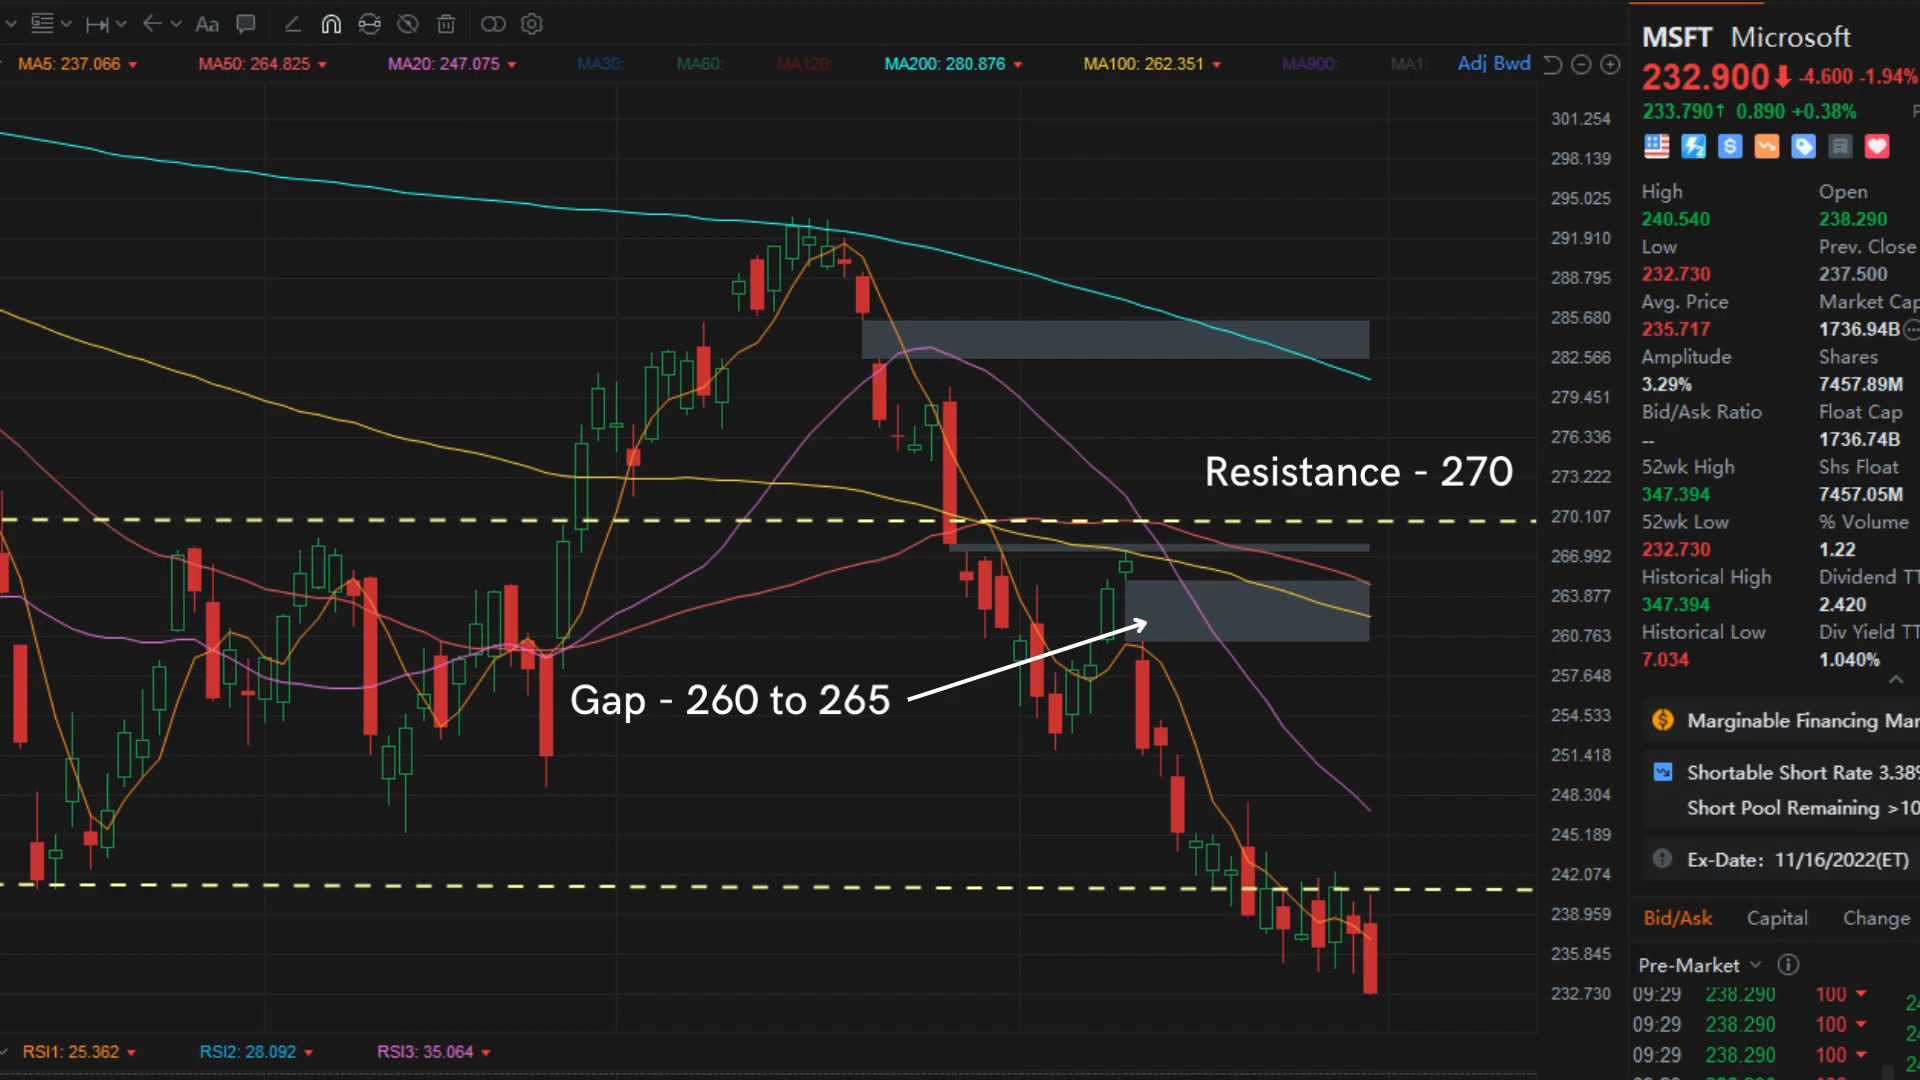 Aa
MA5: 237.066 MA50: 264.825 MA20: 247.075 MA30: MA60: MA120: MA200: 280.876 MA100: 262.351 MA900: MA1: Adj Bwd
301.254
298.139
295.025
291.910
288.795
285.680
282.566
279.451
276.336
273.222
270.107
266.992
263.877
260.763
257.648
254.533
251.418
248.304
245.189
242.074
238.959
235.845
232.730
Resistance - 270
Gap - 260 to 265
RSI1: 25.362 RSI2: 28.092 RSI3: 35.064
MSFT Microsoft
232.900 -4.600 -1.94%
233.790↑ 0.890 +0.38%
High Open
240.540 238.290
Low Prev. Close
232.730 237.500
Avg. Price Market Cap
235.717 1736.94B
Amplitude Shares
3.29% 7457.89M
Bid/Ask Ratio Float Cap
-- 1736.74B
52wk High Shs Float
347.394 7457.05M
52wk Low % Volume
232.730 1.22
Historical High Dividend TT
347.394 2.420
Historical Low Div Yield TT
7.034 1.040%
Marginable Financing Mar
Shortable Short Rate 3.38%
Short Pool Remaining >10
Ex-Date: 11/16/2022(ET)
Bid/Ask Capital Change
Pre-Market
09:29 238.290 100
09:29 238.290 100
09:29 238.290 100